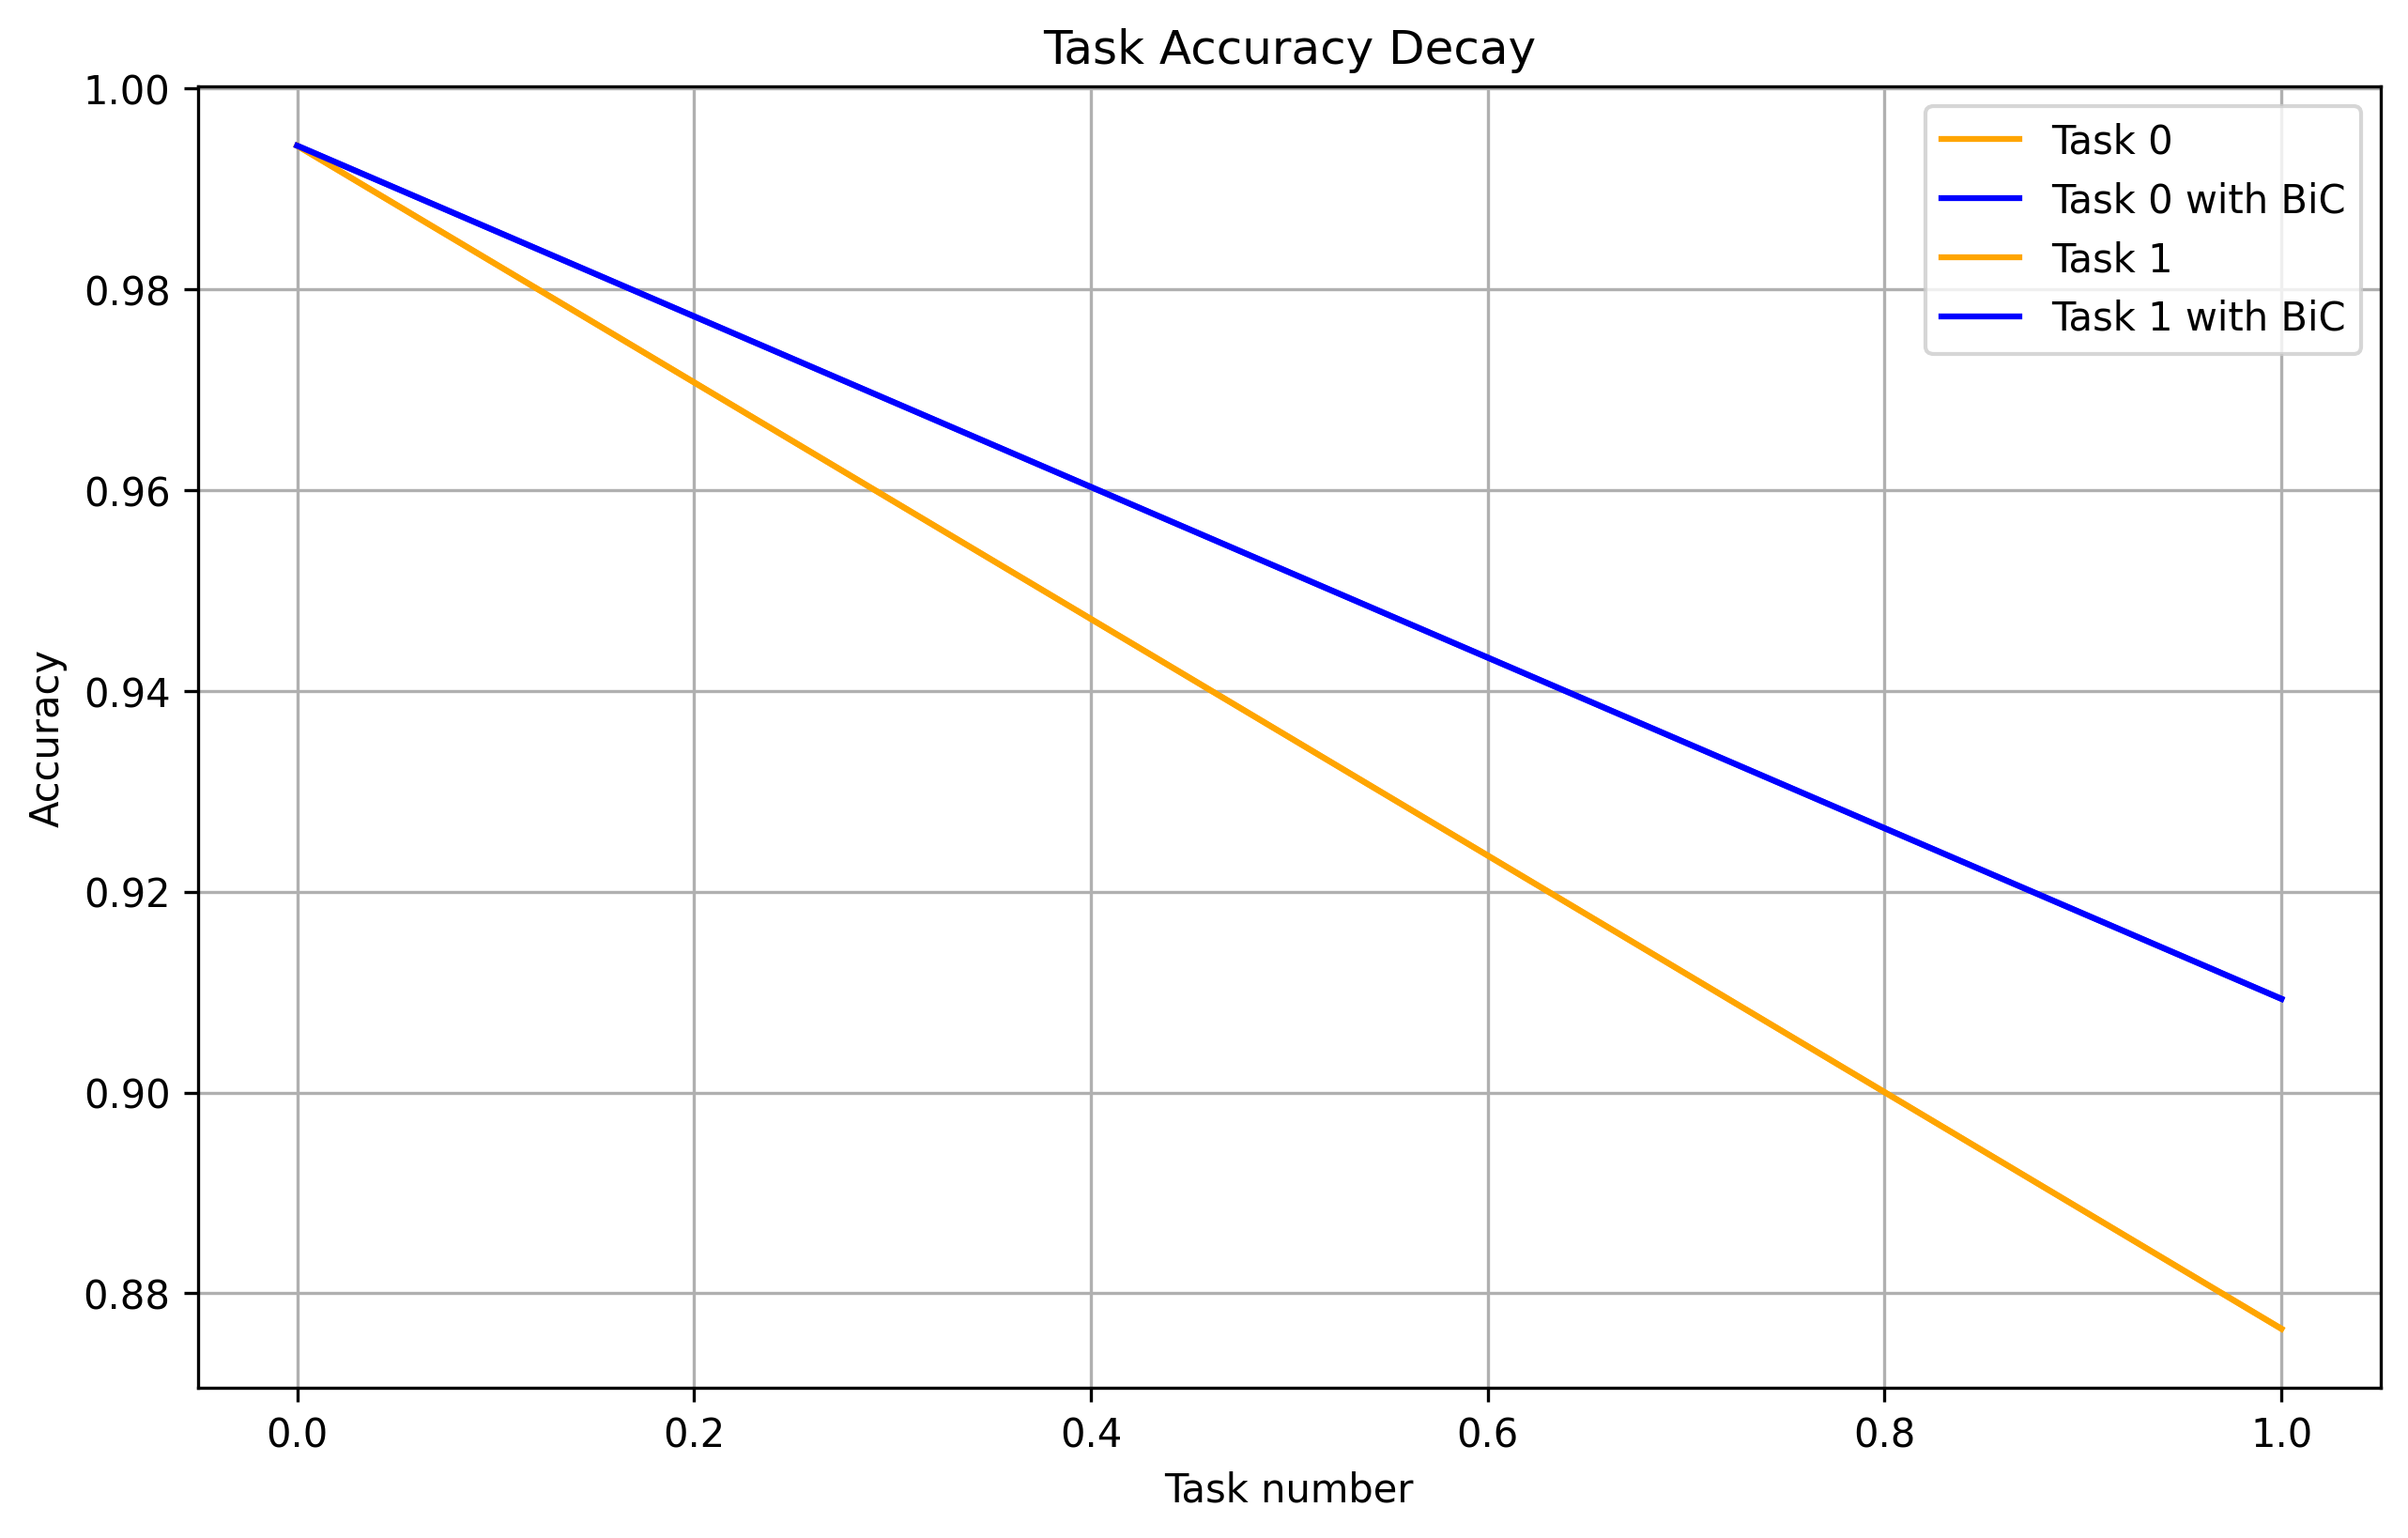 Task Accuracy Decay
1.00
0.98
0.96
0.94
0.92
0.90
0.88
Accuracy
Task 0
Task 0 with BiC
Task 1
Task 1 with BiC
0.0 0.2 0.4 0.6 0.8 1.0
Task number